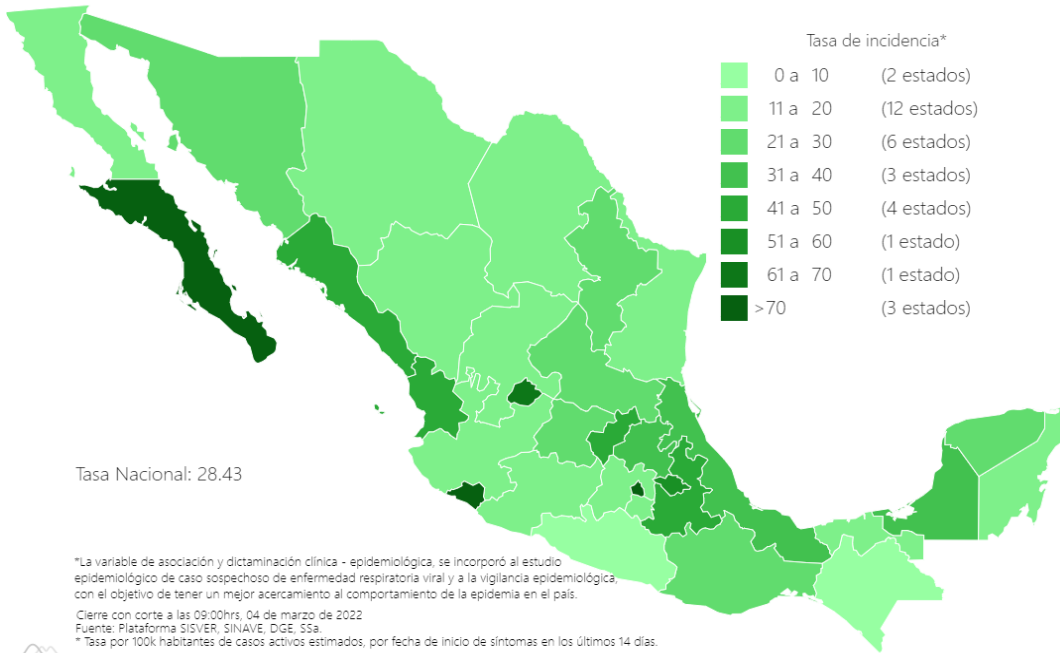 Tasa de incidencia*
0 a 10 (2 estados)
11 a 20 (12 estados)
21 a 30 (6 estados)
31 a 40 (3 estados)
41 a 50 (4 estados)
51 a 60 (1 estado)
61 a 70 (1 estado)
>70 (3 estados)
Tasa Nacional: 28.43
*La variable de asociación y dictaminación clínica - epidemiológica, se incorporó al estudio
epidemiológico de caso sospechoso de enfermedad respiratoria viral y a la vigilancia epidemiológica,
con el objetivo de tener un mejor acercamiento al comportamiento de la epidemia en el país.
Cierre con corte a las 09:00hrs, 04 de marzo de 2022
Fuente: Plataforma SISVER, SINAVE, DGE, SSa.
* Tasa por 100k habitantes de casos activos estimados, por fecha de inicio de síntomas en los últimos 14 días.